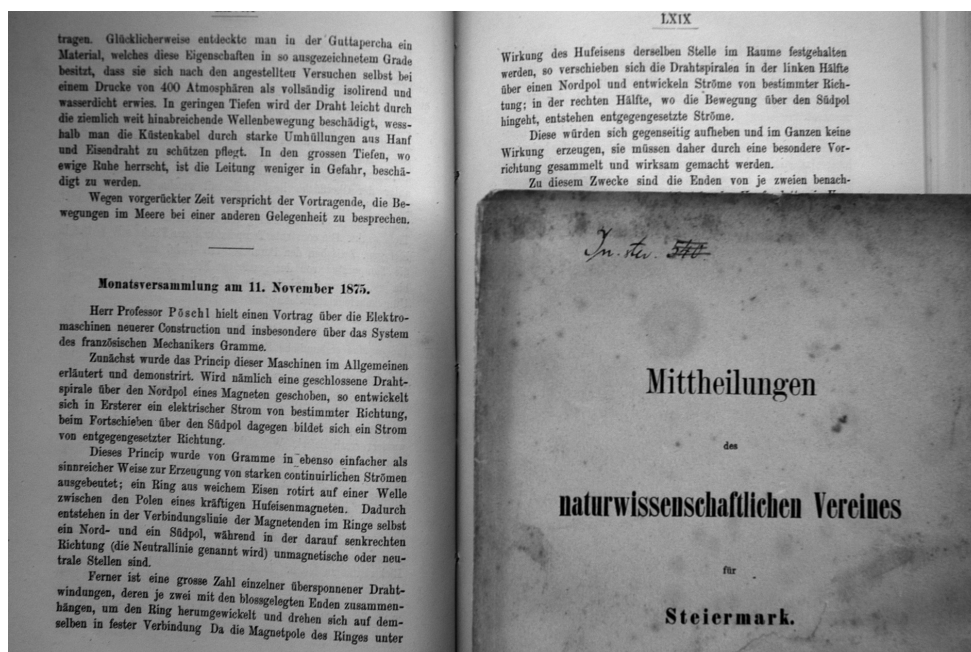 tragen. Glücklicherweise entdeckte man in der Guttapercha ein
Material, welches diese Eigenschaften in so ausgezeichnetem Grade
besitzt, dass sie sich nach den angestellten Versuchen selbst bei
einem Drucke von 400 Atmosphären als vollsändig isolirend und
wasserdicht erwies. In geringen Tiefen wird der Draht leicht durch
die ziemlich weit hinabreichende Wellenbewegung beschädigt, wess-
halb man die Küstenkabel durch starke Umhüllungen aus Hanf
und Eisendraht zu schützen pflegt. In den grossen Tiefen, wo
ewige Ruhe herrscht, ist die Leitung weniger in Gefahr, beschä-
digt zu werden.
Wegen vorgerückter Zeit verspricht der Vortragende, die Be-
wegungen im Meere bei einer anderen Gelegenheit zu besprechen.
Monatsversammlung am 11. November 1875.
Herr Professor Pöschl hielt einen Vortrag über die Elektro-
maschinen neuerer Construction und insbesondere über das System
des französischen Mechanikers Gramme.
Zunächst wurde das Princip dieser Maschinen im Allgemeinen
erläutert und demonstrirt. Wird nämlich eine geschlossene Draht-
spirale über den Nordpol eines Magneten geschoben, so entwickelt
sich in Ersterer ein elektrischer Strom von bestimmter Richtung,
beim Fortschieben über den Südpol dagegen bildet sich ein Strom
von entgegengesetzter Richtung.
Dieses Princip wurde von Gramme in ebenso einfacher als
sinnreicher Weise zur Erzeugung von starken continuirlichen Strömen
ausgebeutet; ein Ring aus weichem Eisen rotirt auf einer Welle
zwischen den Polen eines kräftigen Hufeisenmagneten. Dadurch
entstehen in der Verbindungslinie der Magnetenden im Ringe selbst
ein Nord- und ein Südpol, während in der darauf senkrechten
Richtung (die Neutrallinie genannt wird) unmagnetische oder neu-
trale Stellen sind.
Ferner ist eine grosse Zahl einzelner übersponnener Draht-
windungen, deren je zwei mit den blossgelegten Enden zusammen-
hängen, um den Ring herumgewickelt und drehen sich auf dem-
selben in fester Verbindung Da die Magnetpole des Ringes unter
LXIX
Wirkung des Hufeisens derselben Stelle im Raume festgehalten
werden, so verschieben sich die Drahtspiralen in der linken Hälfte
über einen Nordpol und entwickeln Ströme von bestimmter Rich-
tung; in der rechten Hälfte, wo die Bewegung über den Südpol
hingeht, entstehen entgegengesetzte Ströme.
Diese würden sich gegenseitig aufheben und im Ganzen keine
Wirkung erzeugen, sie müssen daher durch eine besondere Vor-
richtung gesammelt und wirksam gemacht werden.
Zu diesem Zwecke sind die Enden von je zweien benach-
540
Mittheilungen
des
naturwissenschaftlichen Vereines
für
Steiermark.